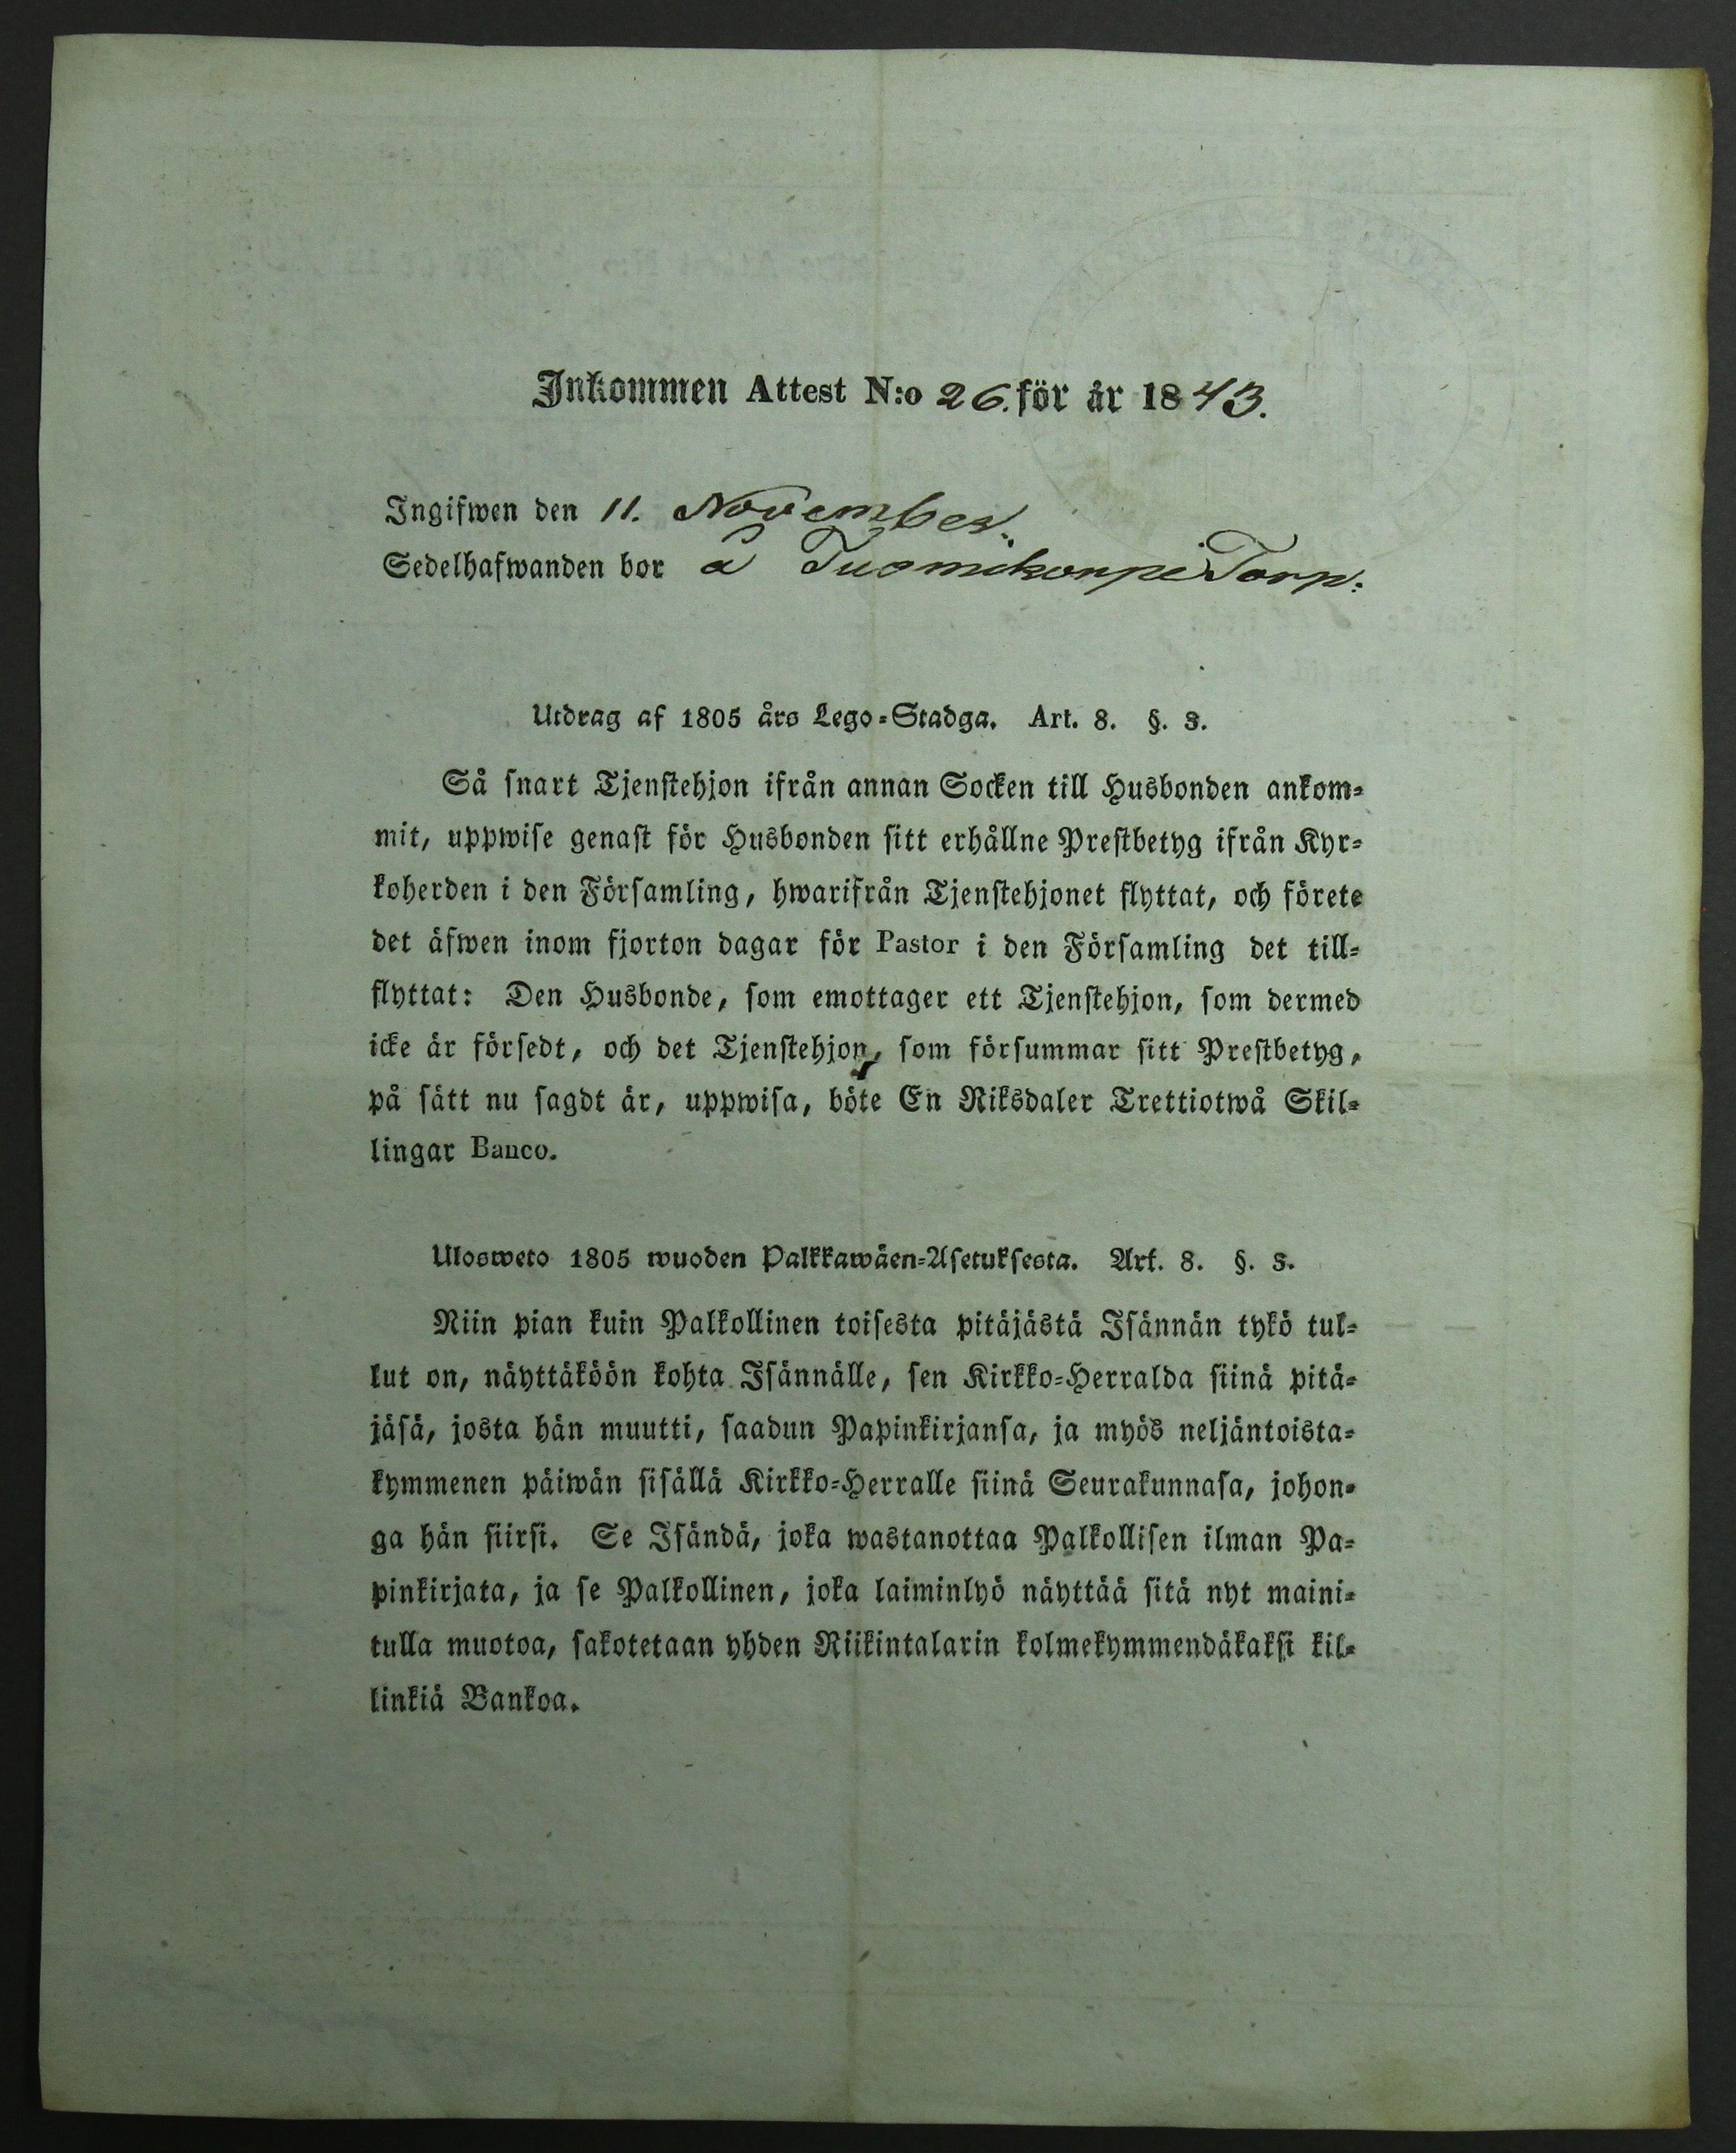 Inkommen Attest N:o 26. för år 1843.
Ingifwen den 11. November.
Sedelhafwanden bor å Tuomikorpi Torp.
Utdrag af 1805 års Lego-Stadga. Art. 8. §. 3.
Så snart Tjenstehjon ifrån annan Socken till Husbonden ankom-
mit, uppwise genast för Husbonden sitt erhållne Prestbetyg ifrån Kyr-
koherden i den Församling, hwarifrån Tjenstehjonet flyttat, och förete
det äfwen inom fjorton dagar för Pastor i den Församling det till-
flyttat: Den Husbonde, som emottager ett Tjenstehjon, som dermed
icke är försedt, och det Tjenstehjon, som försummar sitt Prestbetyg,
på sätt nu sagdt är, uppwisa, böte En Riksdaler Trettiotwå Skil-
lingar Banco.
Ulosweto 1805 wuoden Palkkawäen-Asetuksesta. Art. 8. §. 3.
Niin pian kuin Palkollinen toisesta pitäjästä Isännän tykö tul-
lut on, näyttäköön kohta Isännälle, sen Kirkko-Herralda siinä pitä-
jäsä, josta hän muutti, saadun Papinkirjansa, ja myös neljäntoista-
kymmenen päiwän sisällä Kirkko-Herralle siinä Seurakunnasa, johon-
ga hän siirsi. Se Isändä, joka wastanottaa Palkollisen ilman Pa-
pinkirjata, ja se Palkollinen, joka laiminlyö näyttää sitä nyt maini-
tulla muotoa, sakotetaan yhden Riikintalarin kolmekymmendäkaksi kil-
linkiä Bankoa.